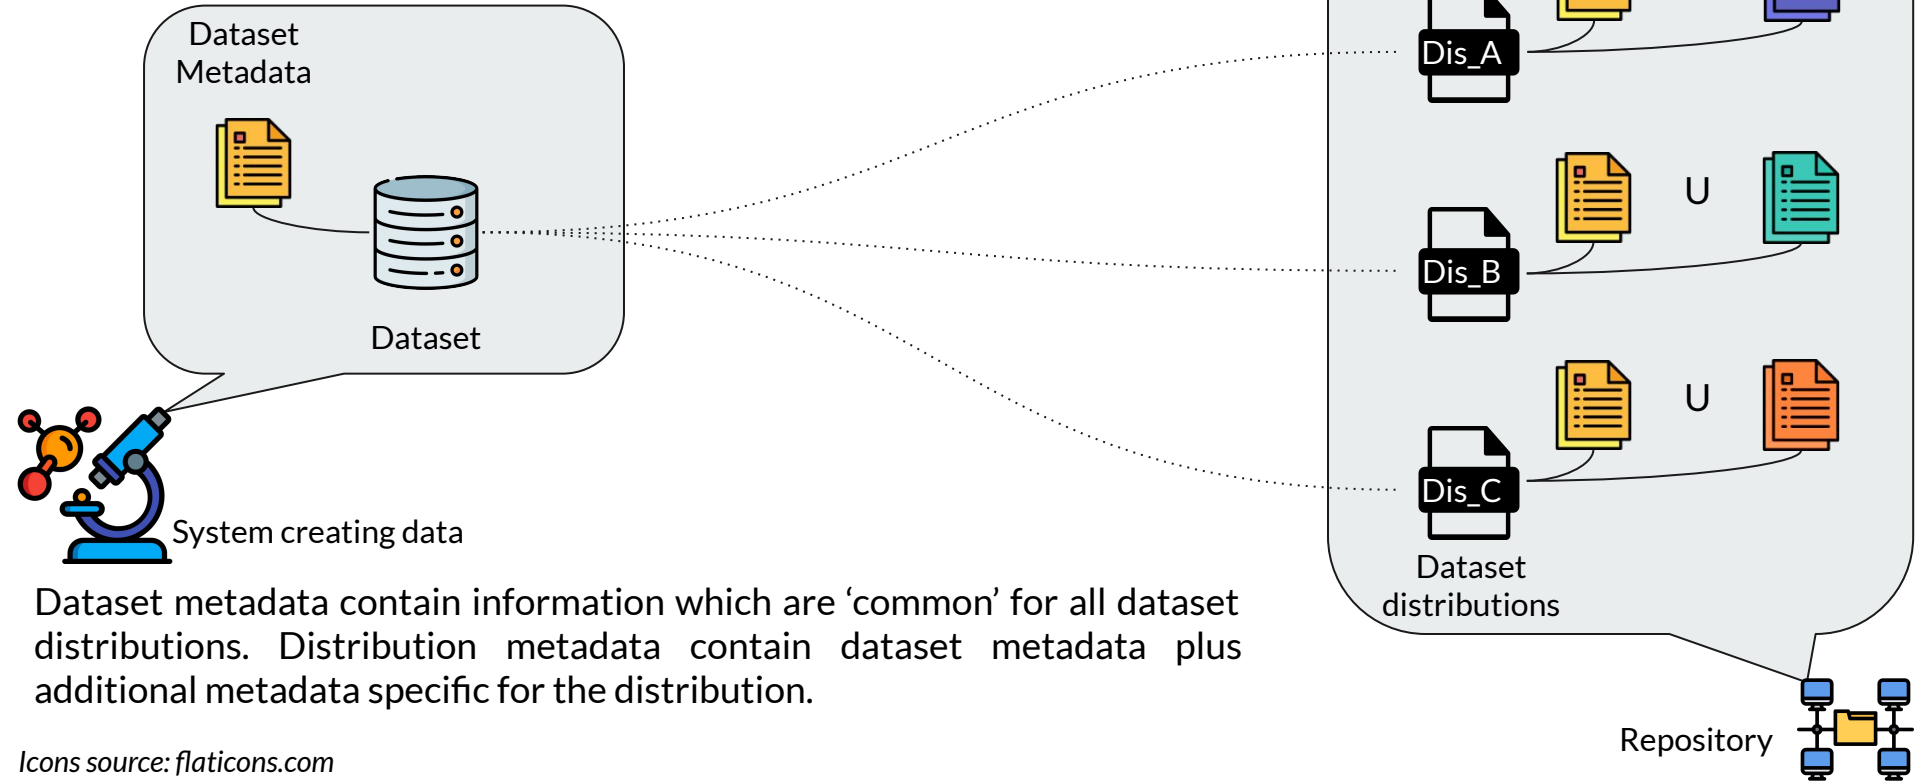 Dataset
Metadata
Dataset
System creating data
Dis_A
U
Dis_B
U
Dis_C
Dataset
distributions
Dataset metadata contain information which are ‘common’ for all dataset
distributions. Distribution metadata contain dataset metadata plus
additional metadata specific for the distribution.
Repository
Icons source: flaticons.com